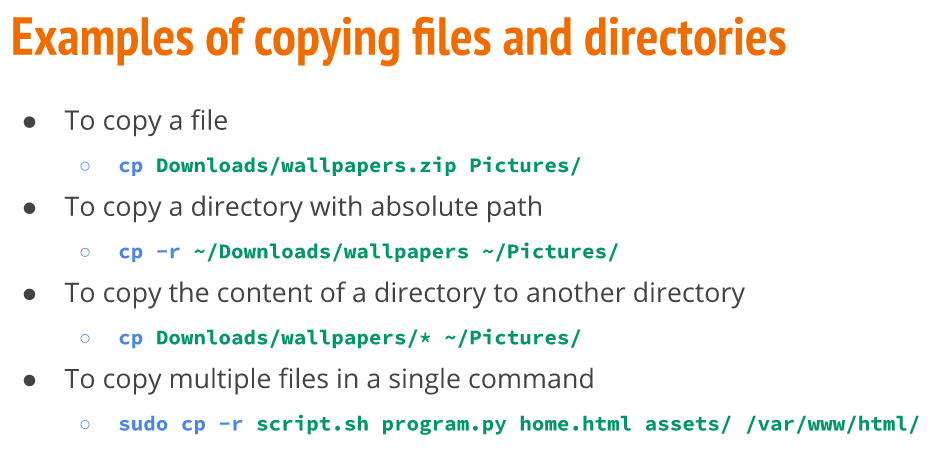 Examples of copying files and directories
● To copy a file
○ cp Downloads/wallpapers.zip Pictures/
● To copy a directory with absolute path
○ cp -r ~/Downloads/wallpapers ~/Pictures/
● To copy the content of a directory to another directory
○ cp Downloads/wallpapers/* ~/Pictures/
● To copy multiple files in a single command
○ sudo cp -r script.sh program.py home.html assets/ /var/www/html/